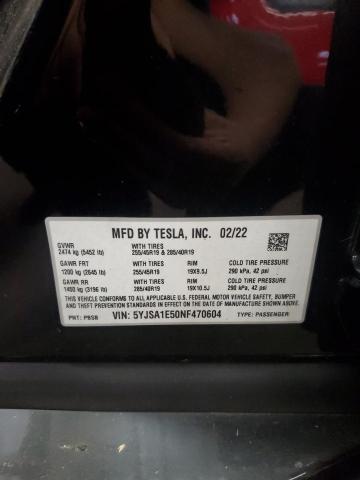 MFD BY TESLA, INC. 02/22
GVWR WITH TIRES
2474 kg (5452 lb) 255/45R19 & 285/40R19
GAWR FRT WITH TIRES RIM COLD TIRE PRESSURE
1200 kg (2645 lb) 255/45R19 19X9.5J 290 kPa, 42 psi
GAWR RR WITH TIRES RIM COLD TIRE PRESSURE
1450 kg (3196 lb) 285/40R19 19X10.5J 290 kPa, 42 psi
THIS VEHICLE CONFORMS TO ALL APPLICABLE U.S. FEDERAL MOTOR VEHICLE SAFETY, BUMPER
AND THEFT PREVENTION STANDARDS IN EFFECT ON THE DATE OF MANUFACTURE SHOWN ABOVE.
PNT: PBSB VIN: 5YJSA1E50NF470604 TYPE: PASSENGER